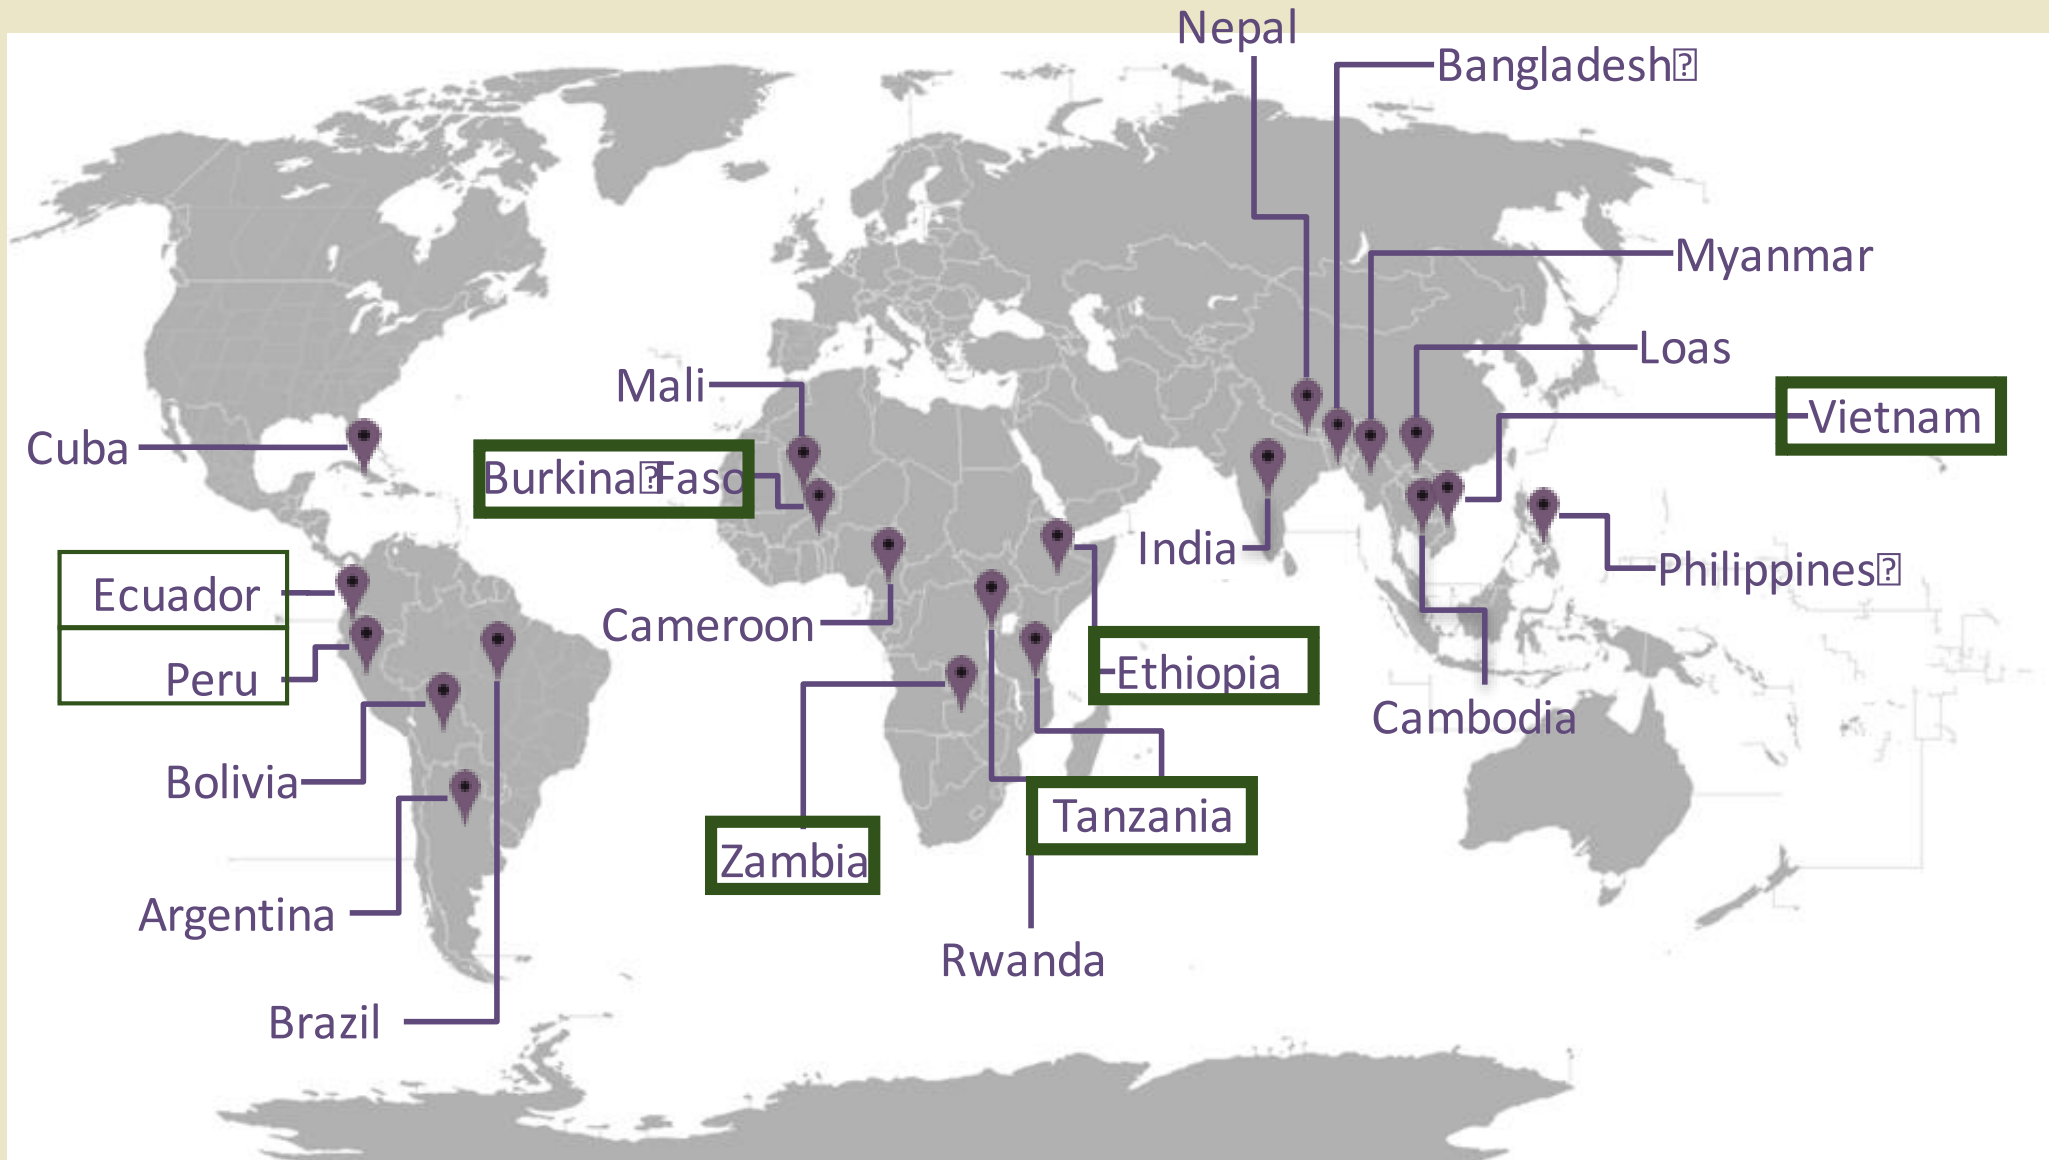 Nepal
Bangladesh
Myanmar
Loas
Mali
Vietnam
Cuba
Burkina Faso
India
Philippines
Ecuador
Cameroon
Ethiopia
Peru
Cambodia
Bolivia
Tanzania
Zambia
Argentina
Rwanda
Brazil